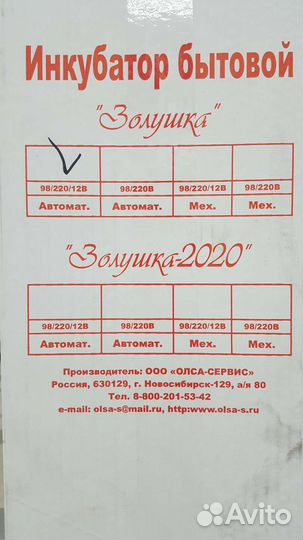 Инкубатор бытовой
"Золушка"
98/220/12В 98/220В 98/220/12В 98/220В
Автомат. Автомат. Мех. Мех.
"Золушка-2020"
98/220/12В 98/220В 98/220/12В 98/220В
Автомат. Автомат. Мех. Мех.
Производитель: ООО «ОЛСА-СЕРВИС»
Россия, 630129, г. Новосибирск-129, а/я 80
Тел. 8-800-201-53-42
e-mail: olsa-s@mail.ru, http:www.olsa-s.ru
Avito